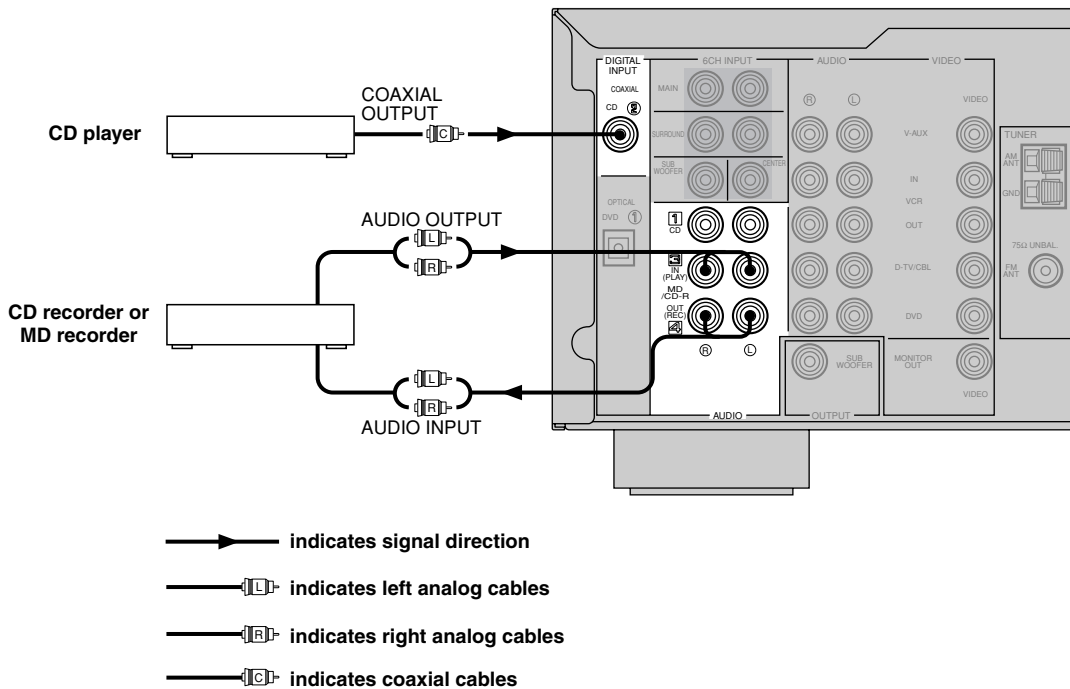 CD player
COAXIAL
OUTPUT
C
AUDIO OUTPUT
L
R
CD recorder or
MD recorder
L
R
AUDIO INPUT
DIGITAL
INPUT
COAXIAL
CD 2
OPTICAL
DVD 1
6CH INPUT
MAIN
SURROUND
SUB
WOOFER
CENTER
1
CD
3
IN
(PLAY)
MD
/CD-R
OUT
(REC)
4
R L
AUDIO
AUDIO
R L
VIDEO
VIDEO
V-AUX
IN
VCR
OUT
D-TV/CBL
DVD
SUB
WOOFER
OUTPUT
MONITOR
OUT
VIDEO
TUNER
AM
ANT
GND
75Ω UNBAL.
FM
ANT
indicates signal direction
L indicates left analog cables
R indicates right analog cables
C indicates coaxial cables